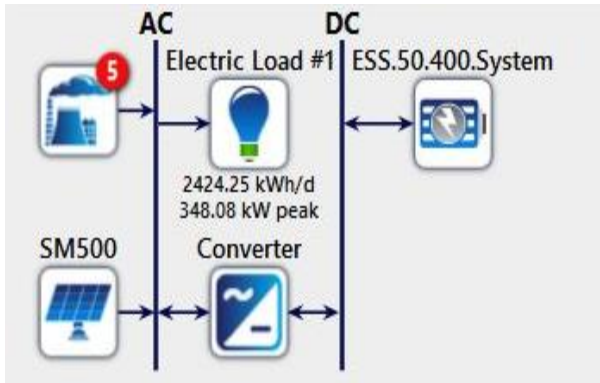 AC
DC
5
Electric Load #1
ESS.50.400.System
2424.25 kWh/d
348.08 kW peak
SM500
Converter